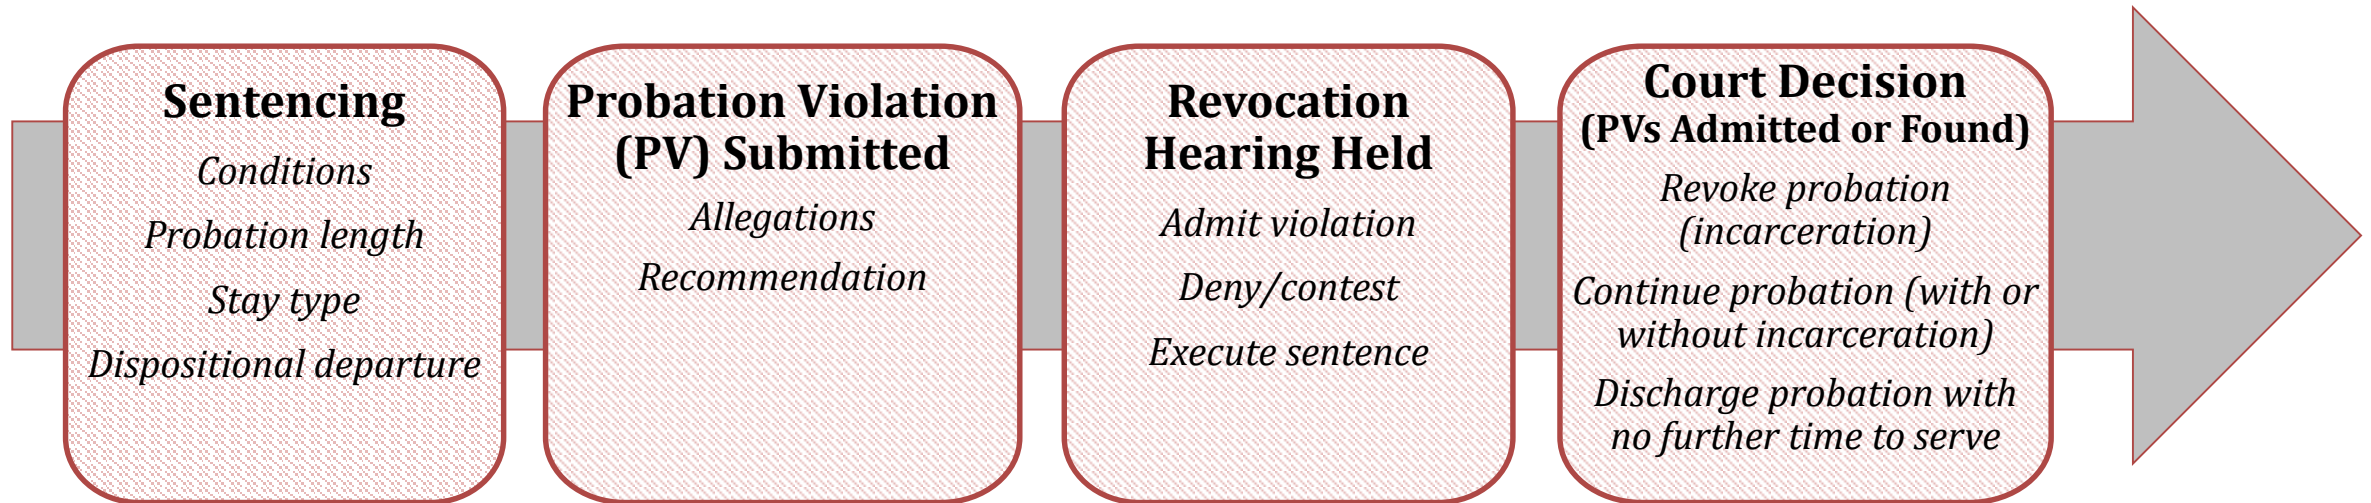 Sentencing
Conditions
Probation length
Stay type
Dispositional departure
Probation Violation
(PV) Submitted
Allegations
Recommendation
Revocation
Hearing Held
Admit violation
Deny/contest
Execute sentence
Court Decision
(PVs Admitted or Found)
Revoke probation
(incarceration)
Continue probation (with or
without incarceration)
Discharge probation with
no further time to serve